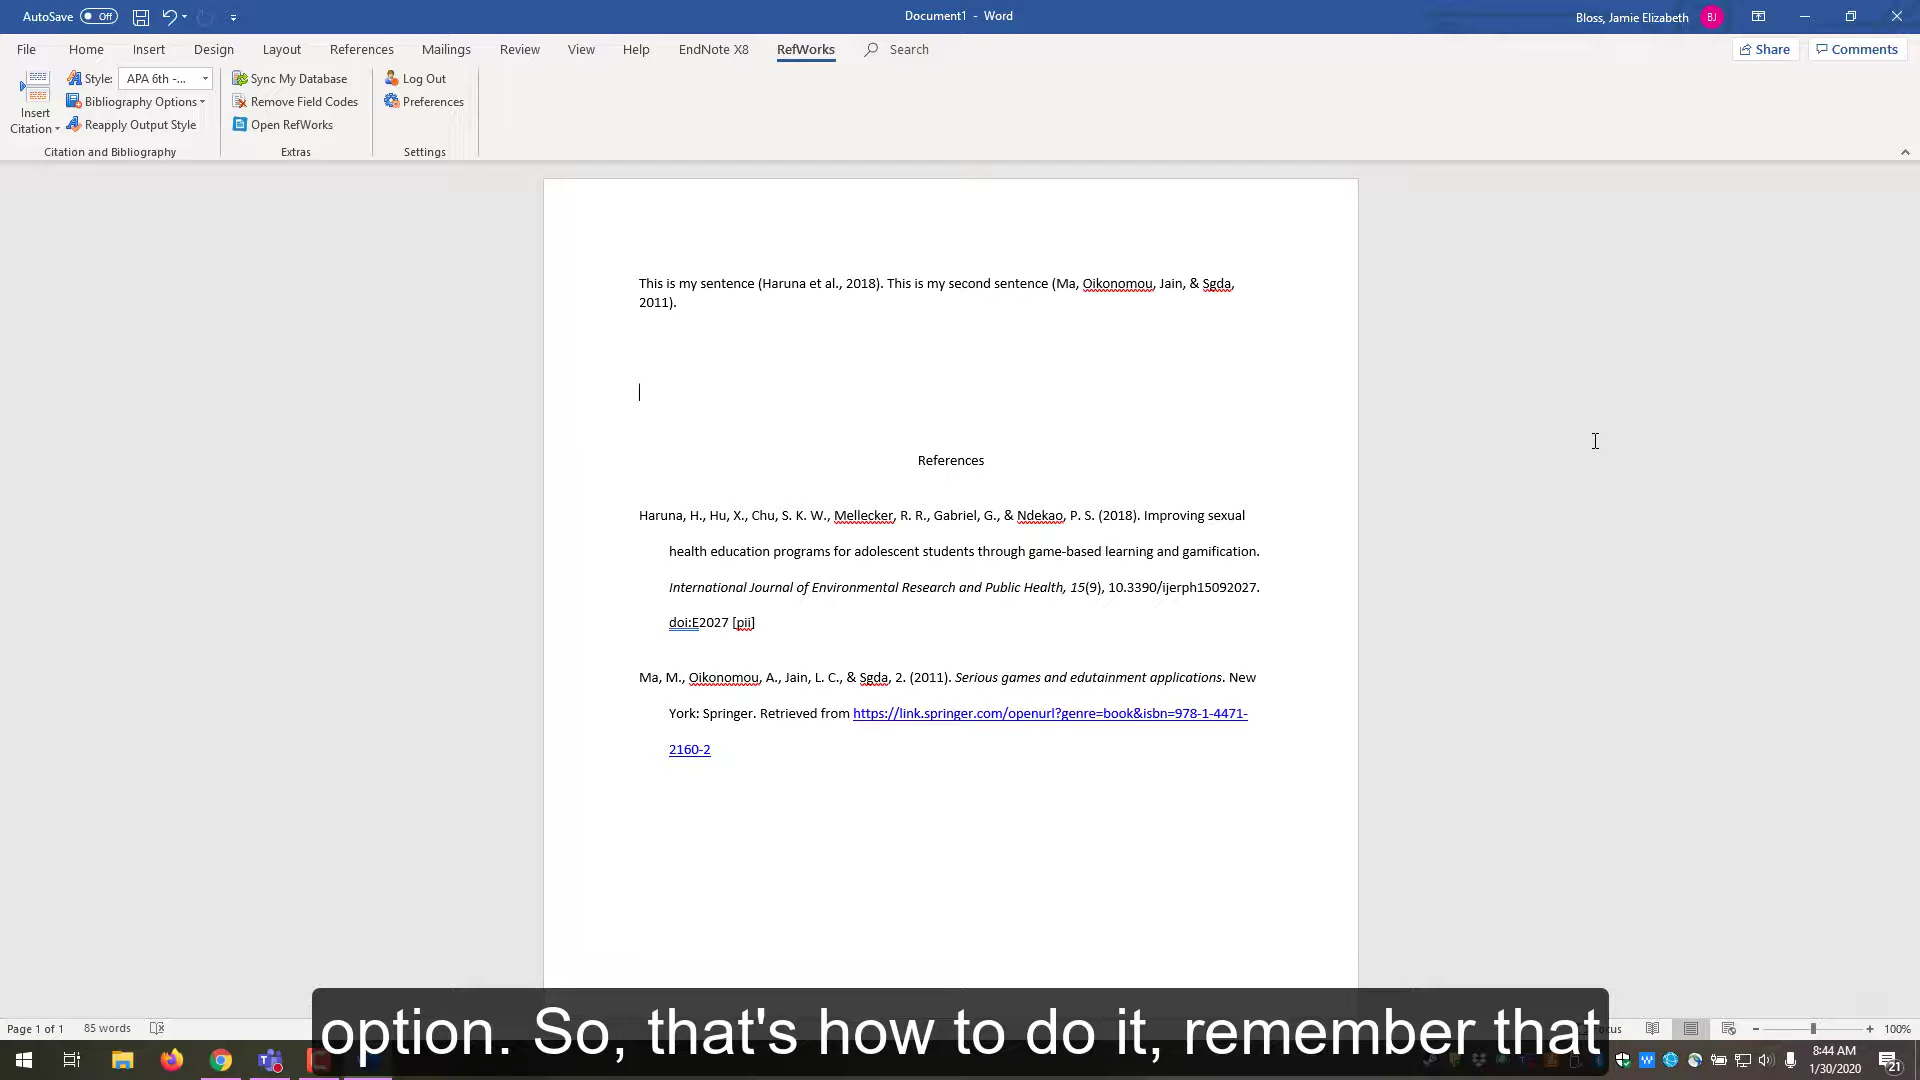 AutoSave Off
Document1 - Word
Bloss, Jamie Elizabeth BJ
File Home Insert Design Layout References Mailings Review View Help EndNote X8 RefWorks Search
Share Comments
Insert Citation
Style: APA 6th -...
Bibliography Options
Reapply Output Style
Citation and Bibliography
Sync My Database
Remove Field Codes
Open RefWorks
Extras
Log Out
Preferences
Settings
This is my sentence (Haruna et al., 2018). This is my second sentence (Ma, Oikonomou, Jain, & Sgda,
2011).
References
Haruna, H., Hu, X., Chu, S. K. W., Mellecker, R. R., Gabriel, G., & Ndekao, P. S. (2018). Improving sexual
health education programs for adolescent students through game-based learning and gamification.
International Journal of Environmental Research and Public Health, 15(9), 10.3390/ijerph15092027.
doi:E2027 [pii]
Ma, M., Oikonomou, A., Jain, L. C., & Sgda, 2. (2011). Serious games and edutainment applications. New
York: Springer. Retrieved from https://link.springer.com/openurl?genre=book&isbn=978-1-4471-
2160-2
option. So, that's how to do it, remember that
Page 1 of 1 85 words
100%
8:44 AM
1/30/2020
21